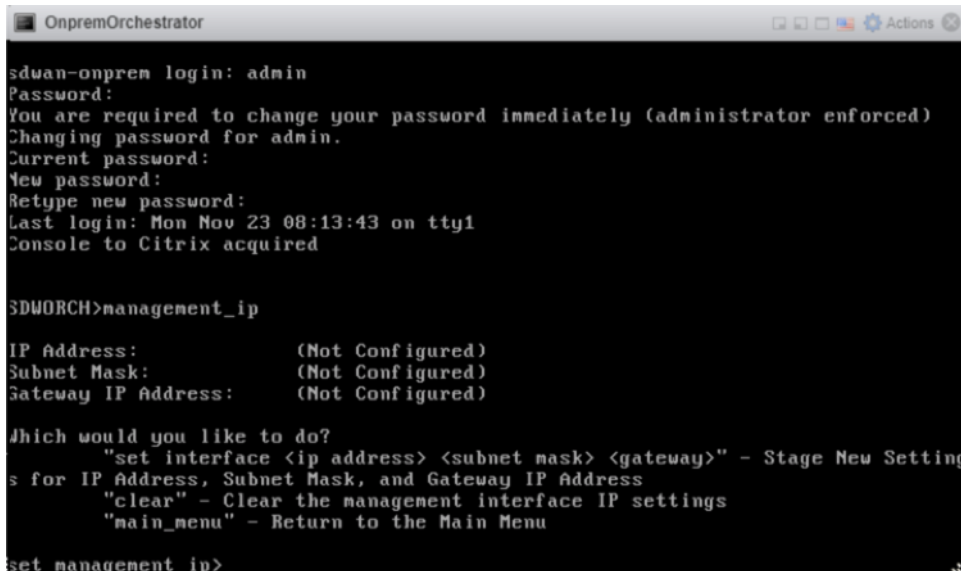 OnpremOrchestrator
Actions
sdwan-onprem login: admin
Password:
You are required to change your password immediately (administrator enforced)
Changing password for admin.
Current password:
New password:
Retype new password:
Last login: Mon Nov 23 08:13:43 on tty1
Console to Citrix acquired
SDWORCH>management_ip
IP Address: (Not Configured)
Subnet Mask: (Not Configured)
Gateway IP Address: (Not Configured)
Which would you like to do?
"set interface <ip address> <subnet mask> <gateway>" - Stage New Setting
s for IP Address, Subnet Mask, and Gateway IP Address
"clear" - Clear the management interface IP settings
"main_menu" - Return to the Main Menu
set_management_ip>